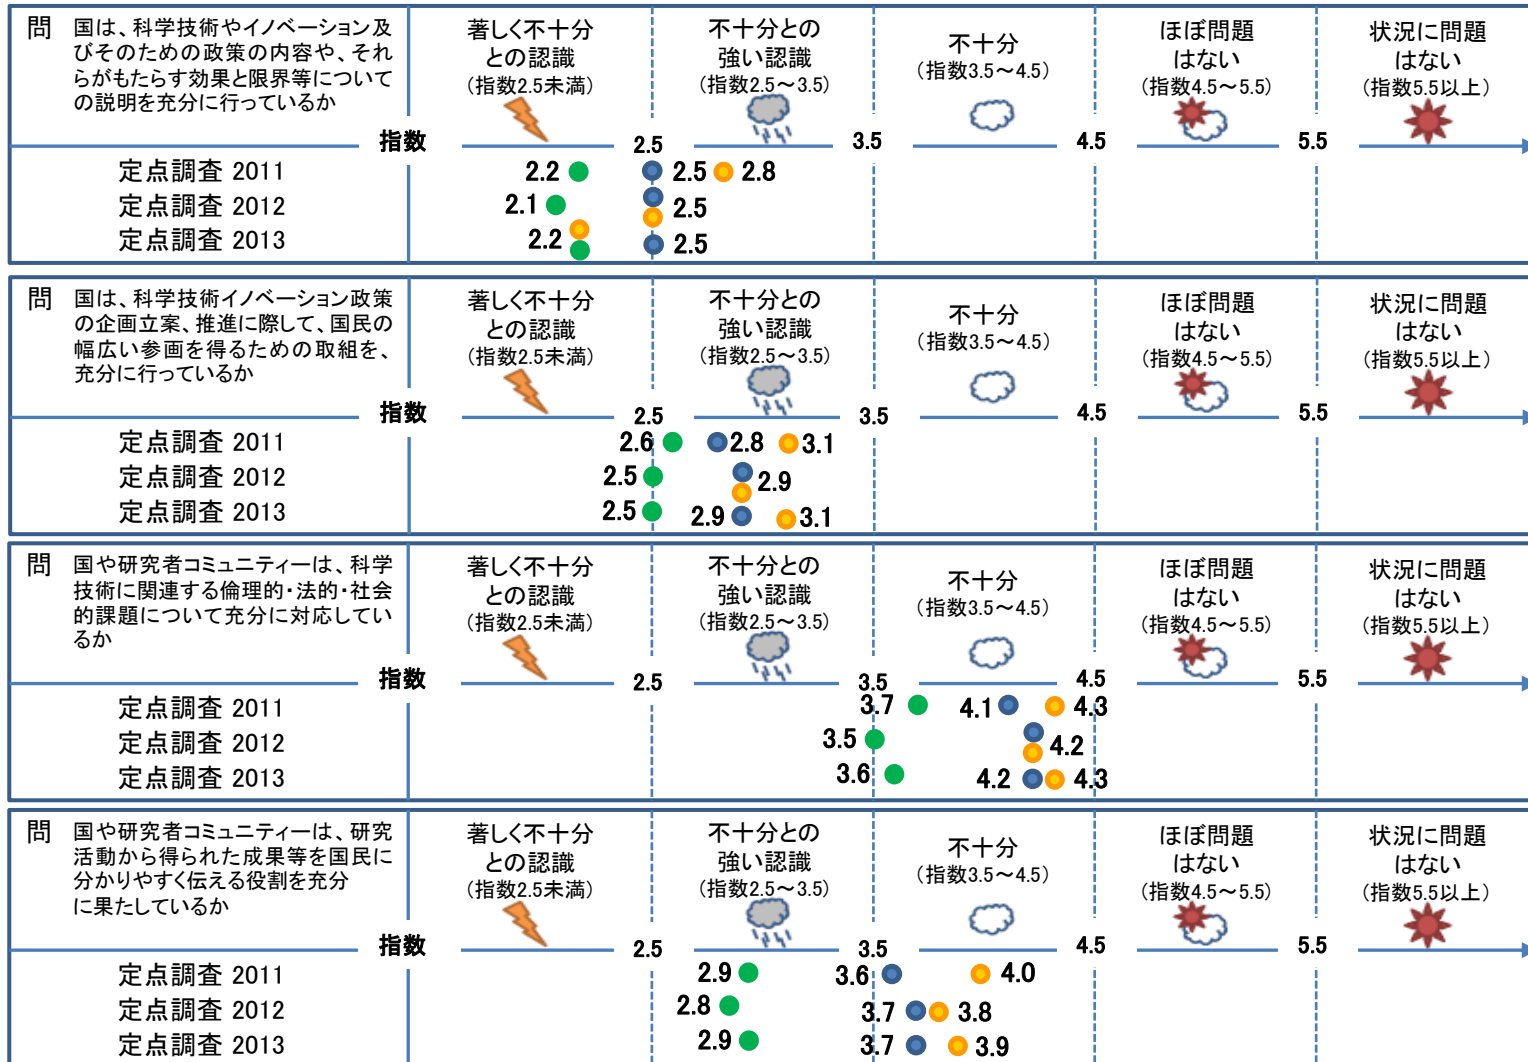 問 国は、科学技術やイノベーション及
びそのための政策の内容や、それ
らがもたらす効果と限界等について
の説明を充分に行っているか
著しく不十分
との認識
(指数2.5未満)
不十分との
強い認識
(指数2.5~3.5)
不十分
(指数3.5~4.5)
ほぼ問題
はない
(指数4.5~5.5)
状況に問題
はない
(指数5.5以上)
指数 2.5 3.5 4.5 5.5
定点調査 2011 2.2 2.5 2.8
定点調査 2012 2.1 2.5
定点調査 2013 2.2 2.5
問 国は、科学技術イノベーション政策
の企画立案、推進に際して、国民の
幅広い参画を得るための取組を、
充分に行っているか
著しく不十分
との認識
(指数2.5未満)
不十分との
強い認識
(指数2.5~3.5)
不十分
(指数3.5~4.5)
ほぼ問題
はない
(指数4.5~5.5)
状況に問題
はない
(指数5.5以上)
指数 2.5 3.5 4.5 5.5
定点調査 2011 2.6 2.8 3.1
定点調査 2012 2.5 2.9
定点調査 2013 2.5 2.9 3.1
問 国や研究者コミュニティーは、科学
技術に関連する倫理的・法的・社会
的課題について充分に対応してい
るか
著しく不十分
との認識
(指数2.5未満)
不十分との
強い認識
(指数2.5~3.5)
不十分
(指数3.5~4.5)
ほぼ問題
はない
(指数4.5~5.5)
状況に問題
はない
(指数5.5以上)
指数 2.5 3.5 4.5 5.5
定点調査 2011 3.7 4.1 4.3
定点調査 2012 3.5 4.2
定点調査 2013 3.6 4.2 4.3
問 国や研究者コミュニティーは、研究
活動から得られた成果等を国民に
分かりやすく伝える役割を充分
に果たしているか
著しく不十分
との認識
(指数2.5未満)
不十分との
強い認識
(指数2.5~3.5)
不十分
(指数3.5~4.5)
ほぼ問題
はない
(指数4.5~5.5)
状況に問題
はない
(指数5.5以上)
指数 2.5 3.5 4.5 5.5
定点調査 2011 2.9 3.6 4.0
定点調査 2012 2.8 3.7 3.8
定点調査 2013 2.9 3.7 3.9